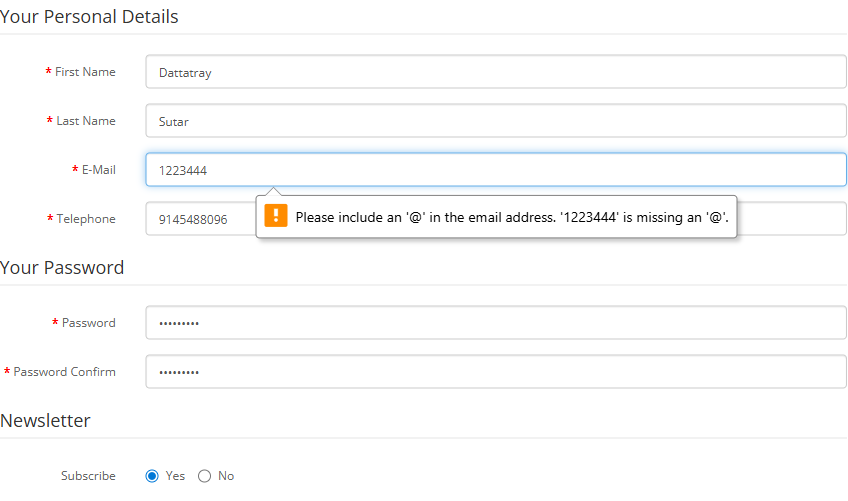 Your Personal Details
* First Name Dattatray
* Last Name Sutar
* E-Mail 1223444
* Telephone 9145488096
Please include an '@' in the email address. '1223444' is missing an '@'.
Your Password
* Password •••••••••
* Password Confirm •••••••••
Newsletter
Subscribe Yes No